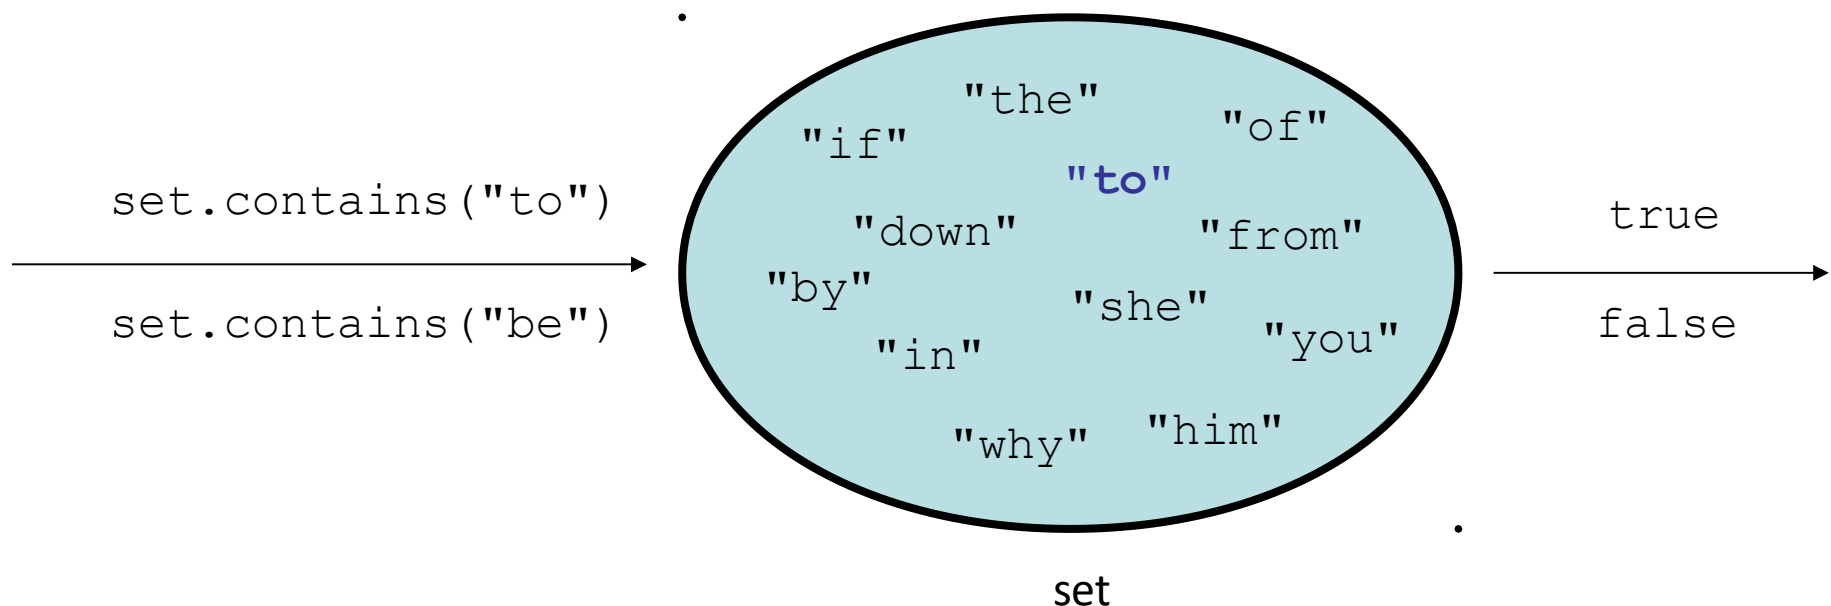 set.contains("to")
set.contains("be")
"the"
"of"
"if"
"to"
"down"
"from"
"by"
"she"
"you"
"in"
"him"
"why"
true
false
set